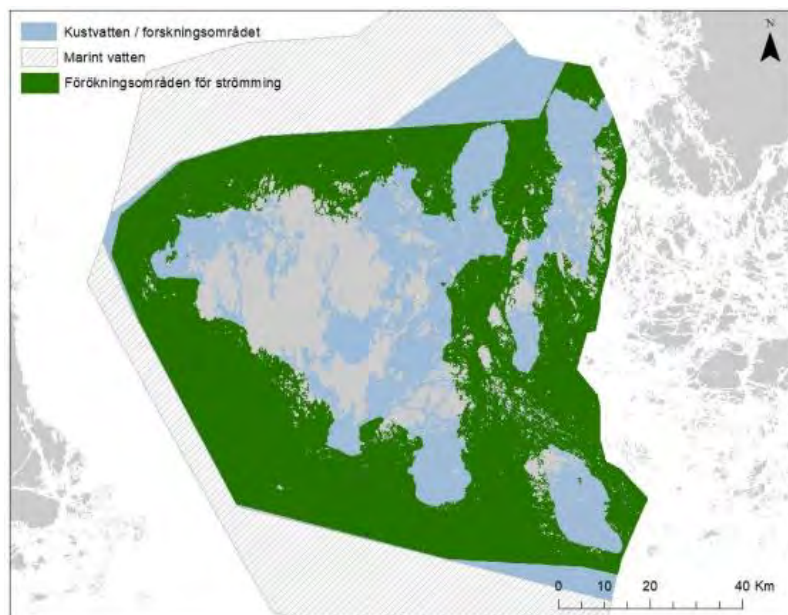 Kustvatten / forskningsområdet
Marint vatten
Förökningsområden för strömming
N
0 10 20 40 Km